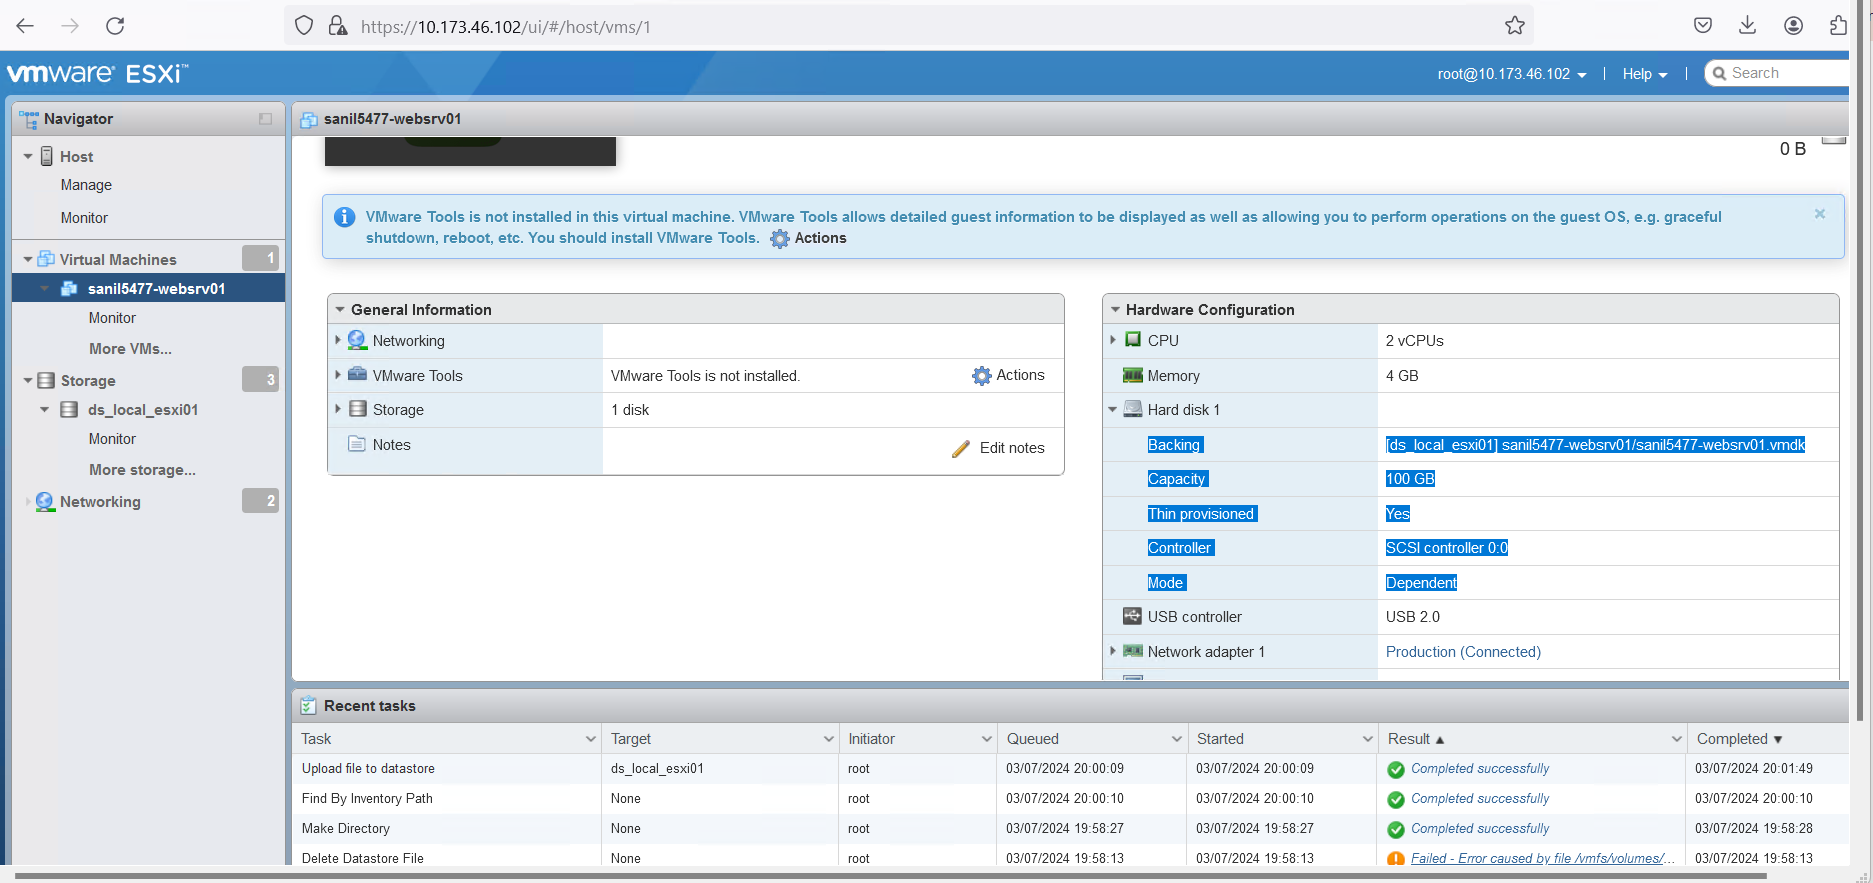 https://10.173.46.102/ui/#/host/vms/1
vmware ESXi™
root@10.173.46.102
Help
Search
Navigator
Host
Manage
Monitor
Virtual Machines 1
sanil5477-websrv01
Monitor
More VMs...
Storage 3
ds_local_esxi01
Monitor
More storage...
Networking 2
sanil5477-websrv01
0 B
VMware Tools is not installed in this virtual machine. VMware Tools allows detailed guest information to be displayed as well as allowing you to perform operations on the guest OS, e.g. graceful
shutdown, reboot, etc. You should install VMware Tools. Actions
General Information
Networking
VMware Tools VMware Tools is not installed. Actions
Storage 1 disk
Notes Edit notes
Hardware Configuration
CPU 2 vCPUs
Memory 4 GB
Hard disk 1
Backing [ds_local_esxi01] sanil5477-websrv01/sanil5477-websrv01.vmdk
Capacity 100 GB
Thin provisioned Yes
Controller SCSI controller 0:0
Mode Dependent
USB controller USB 2.0
Network adapter 1 Production (Connected)
Recent tasks
Task Target Initiator Queued Started Result Completed
Upload file to datastore ds_local_esxi01 root 03/07/2024 20:00:09 03/07/2024 20:00:09 Completed successfully 03/07/2024 20:01:49
Find By Inventory Path None root 03/07/2024 20:00:10 03/07/2024 20:00:10 Completed successfully 03/07/2024 20:00:10
Make Directory None root 03/07/2024 19:58:27 03/07/2024 19:58:27 Completed successfully 03/07/2024 19:58:28
Delete Datastore File None root 03/07/2024 19:58:13 03/07/2024 19:58:13 Failed - Error caused by file /vmfs/volumes/... 03/07/2024 19:58:13